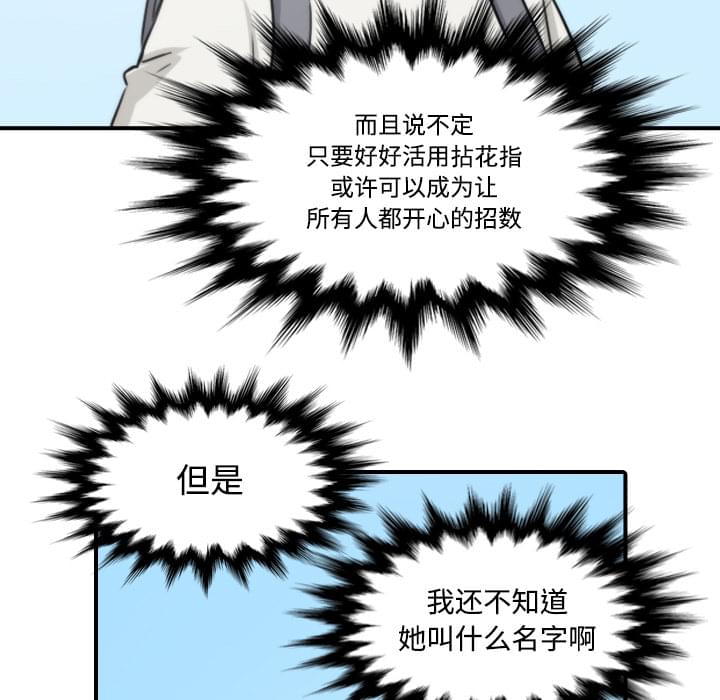 而且说不定
只要好好活用拈花指
或许可以成为让
所有人都开心的招数
但是
我还不知道
她叫什么名字啊